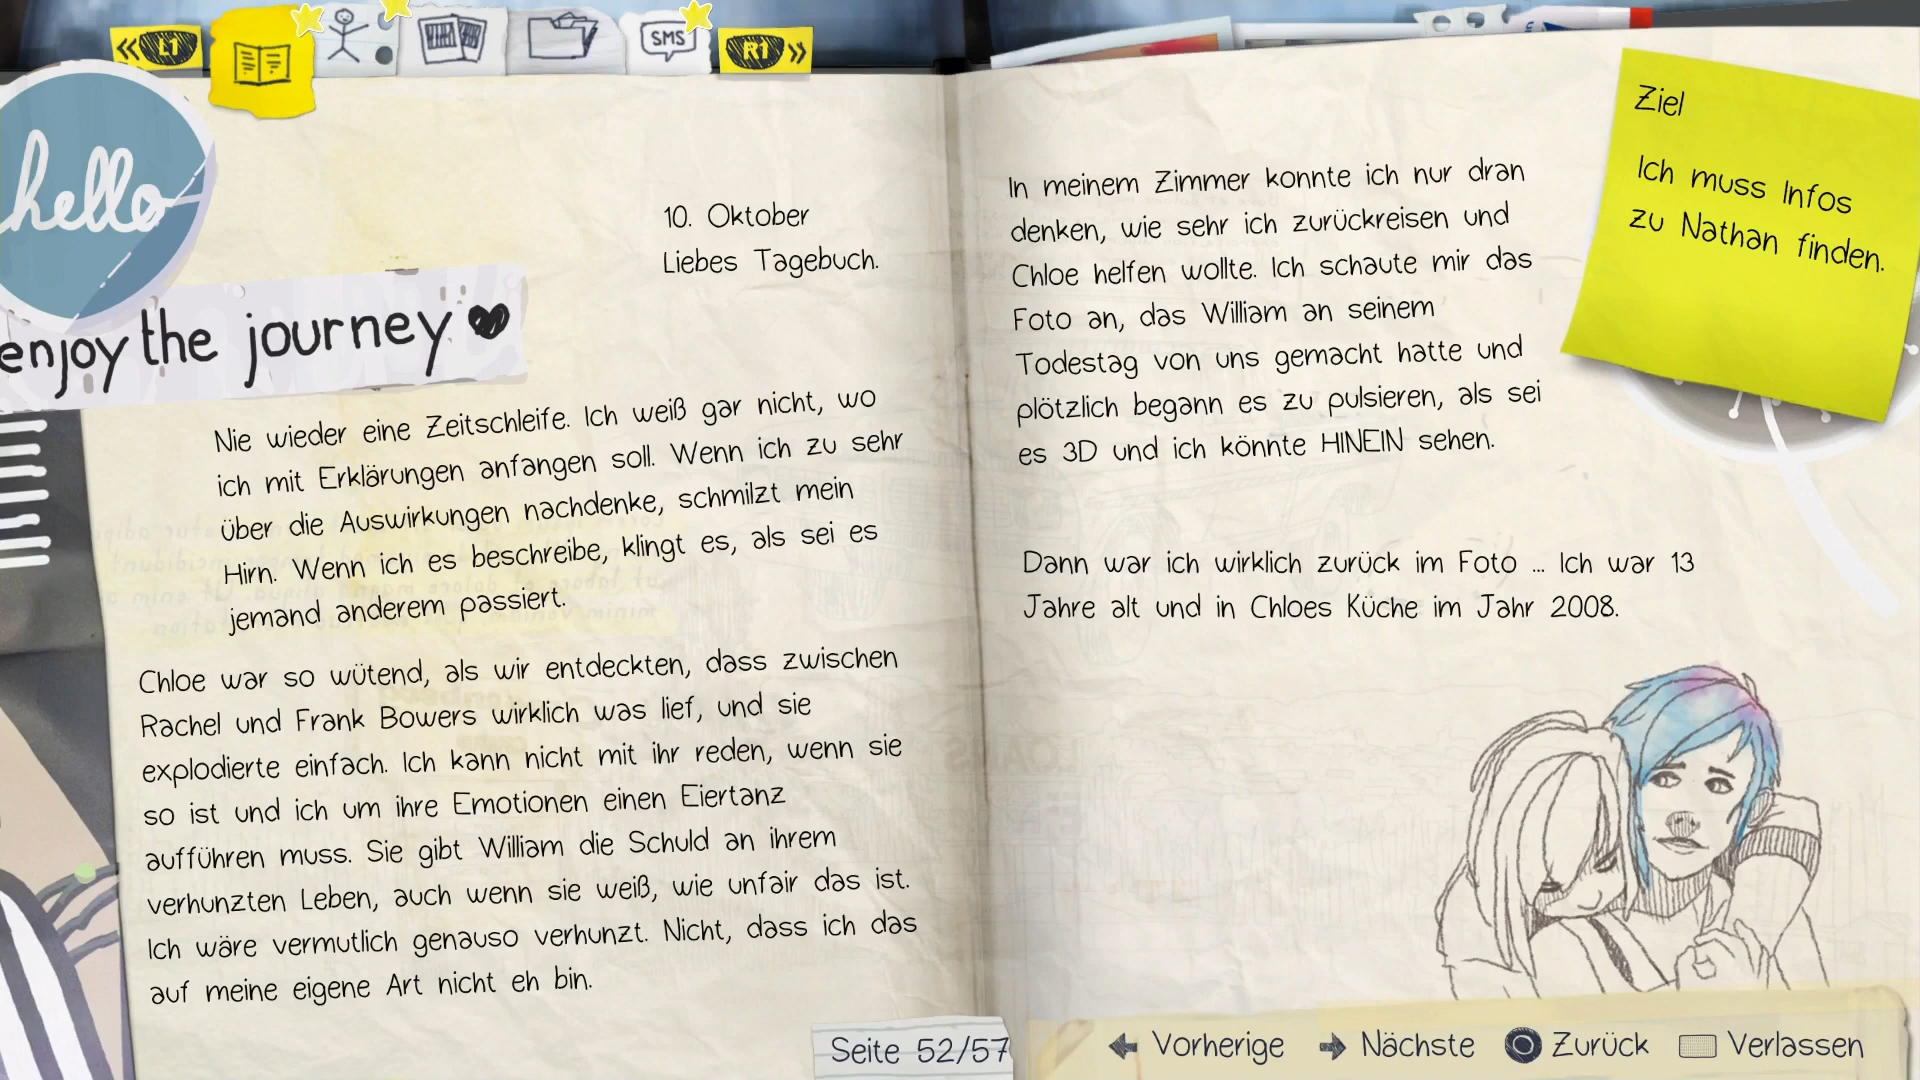 L1
SMS
R1
hello
enjoy the journey
10. Oktober
Liebes Tagebuch.
Nie wieder eine Zeitschleife. Ich weiß gar nicht, wo
ich mit Erklärungen anfangen soll. Wenn ich zu sehr
über die Auswirkungen nachdenke, schmilzt mein
Hirn. Wenn ich es beschreibe, klingt es, als sei es
jemand anderem passiert.
Chloe war so wütend, als wir entdeckten, dass zwischen
Rachel und Frank Bowers wirklich was lief, und sie
explodierte einfach. Ich kann nicht mit ihr reden, wenn sie
so ist und ich um ihre Emotionen einen Eiertanz
aufführen muss. Sie gibt William die Schuld an ihrem
verhunzten Leben, auch wenn sie weiß, wie unfair das ist.
Ich wäre vermutlich genauso verhunzt. Nicht, dass ich das
auf meine eigene Art nicht eh bin.
In meinem Zimmer konnte ich nur dran
denken, wie sehr ich zurückreisen und
Chloe helfen wollte. Ich schaute mir das
Foto an, das William an seinem
Todestag von uns gemacht hatte und
plötzlich begann es zu pulsieren, als sei
es 3D und ich könnte HINEIN sehen.
Dann war ich wirklich zurück im Foto ... Ich war 13
Jahre alt und in Chloes Küche im Jahr 2008.
Ziel
Ich muss Infos
zu Nathan finden.
Seite 52/57
Vorherige
Nächste
Zurück
Verlassen